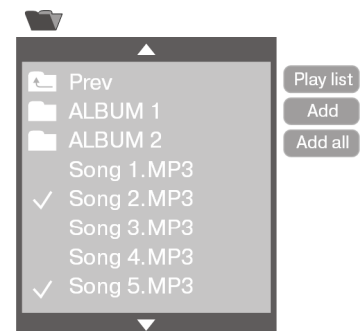 Prev
ALBUM 1
ALBUM 2
Song 1.MP3
Song 2.MP3
Song 3.MP3
Song 4.MP3
Song 5.MP3
Play list
Add
Add all